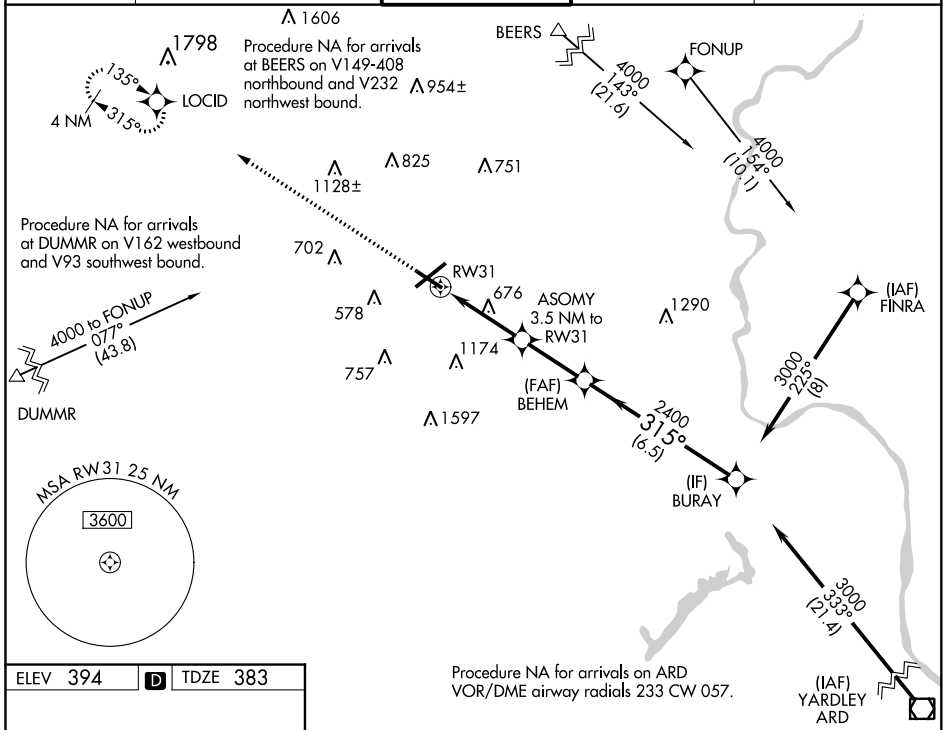 1606
1798
Procedure NA for arrivals
at BEERS on V149-408
northbound and V232
northwest bound.
954±
BEERS
4000
143°
(21.6)
FONUP
4000
154°
(10.1)
135°
315°
4 NM
LOCID
1128±
825
751
Procedure NA for arrivals
at DUMMR on V162 westbound
and V93 southwest bound.
702
578
757
RW31
676
ASOMY
3.5 NM to
RW31
1290
(IAF)
FINRA
3000
225°
(8)
4000 to FONUP
077°
(43.8)
DUMMR
1174
(FAF)
BEHEM
1597
2400
315°
(6.5)
(IF)
BURAY
MSA RW31 25 NM
3600
3000
333°
(21.4)
ELEV 394
D
TDZE 383
Procedure NA for arrivals on ARD
VOR/DME airway radials 233 CW 057.
(IAF)
YARDLEY
ARD